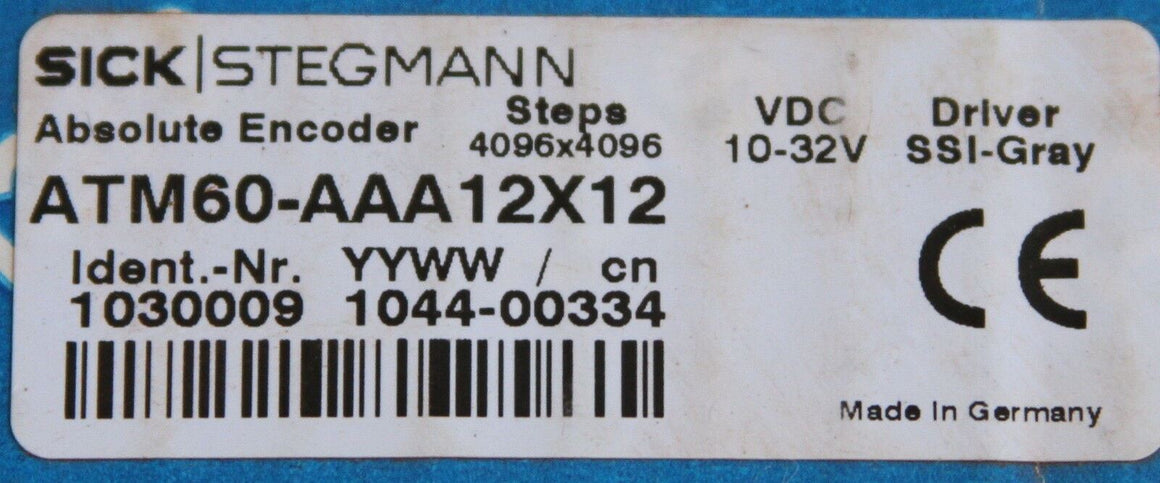 SICK|STEGMANN
Absolute Encoder
Steps
4096x4096
VDC
10-32V
Driver
SSI-Gray
ATM60-AAA12X12
Ident.-Nr. YYWW / cn
1030009 1044-00334
CE
Made in Germany